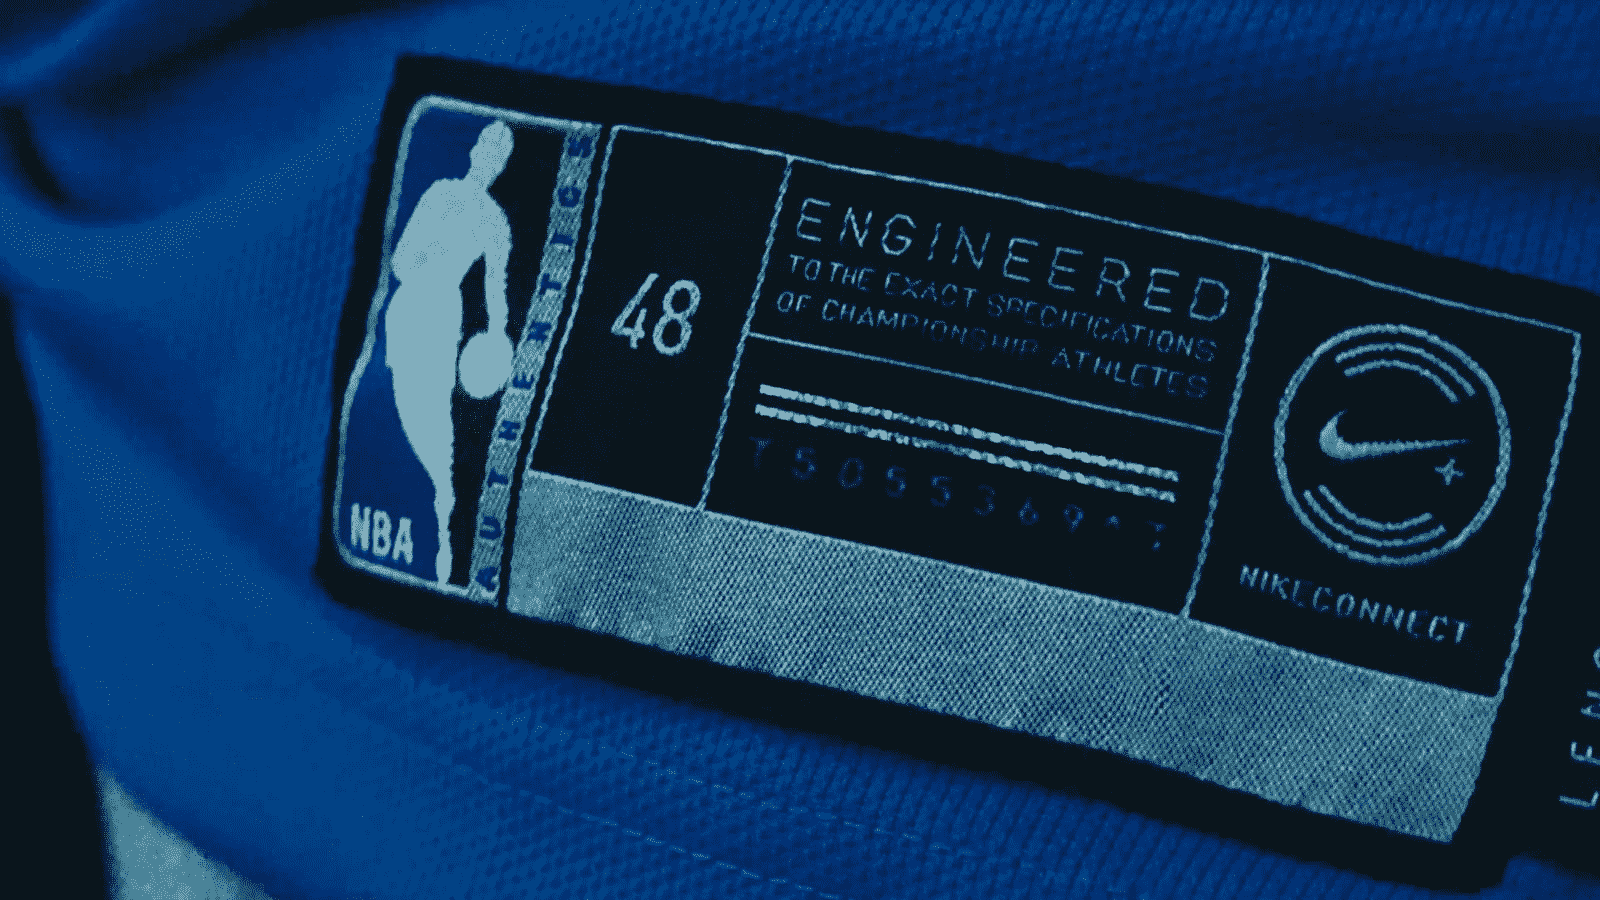 NBA
AUTHENTICS
48
ENGINEERED
TO THE EXACT SPECIFICATIONS
OF CHAMPIONSHIP ATHLETES
NIKECONNECT